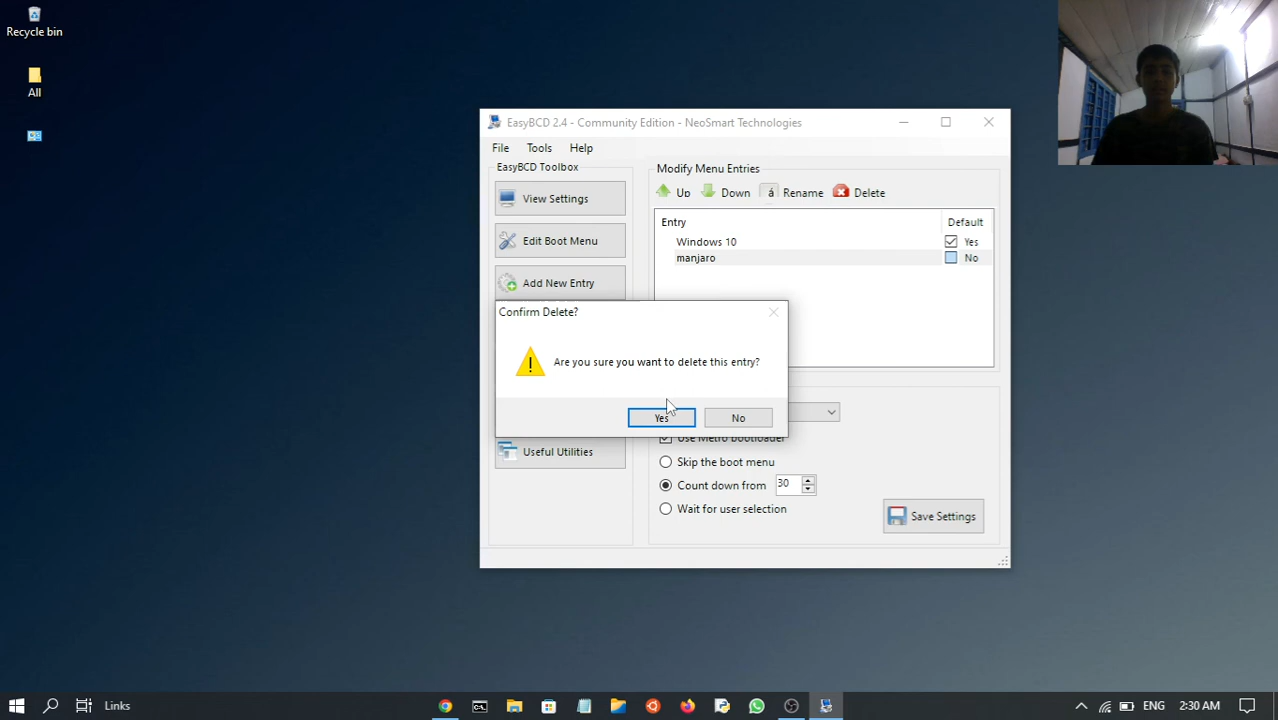 Recycle bin
All
EasyBCD 2.4 - Community Edition - NeoSmart Technologies
File Tools Help
EasyBCD Toolbox
View Settings
Edit Boot Menu
Add New Entry
Useful Utilities
Modify Menu Entries
Up Down á Rename Delete
Entry Default
Windows 10 Yes
manjaro No
Confirm Delete?
Are you sure you want to delete this entry?
Yes No
Use Metro bootloader
Skip the boot menu
Count down from 30
Wait for user selection
Save Settings
Links
ENG 2:30 AM